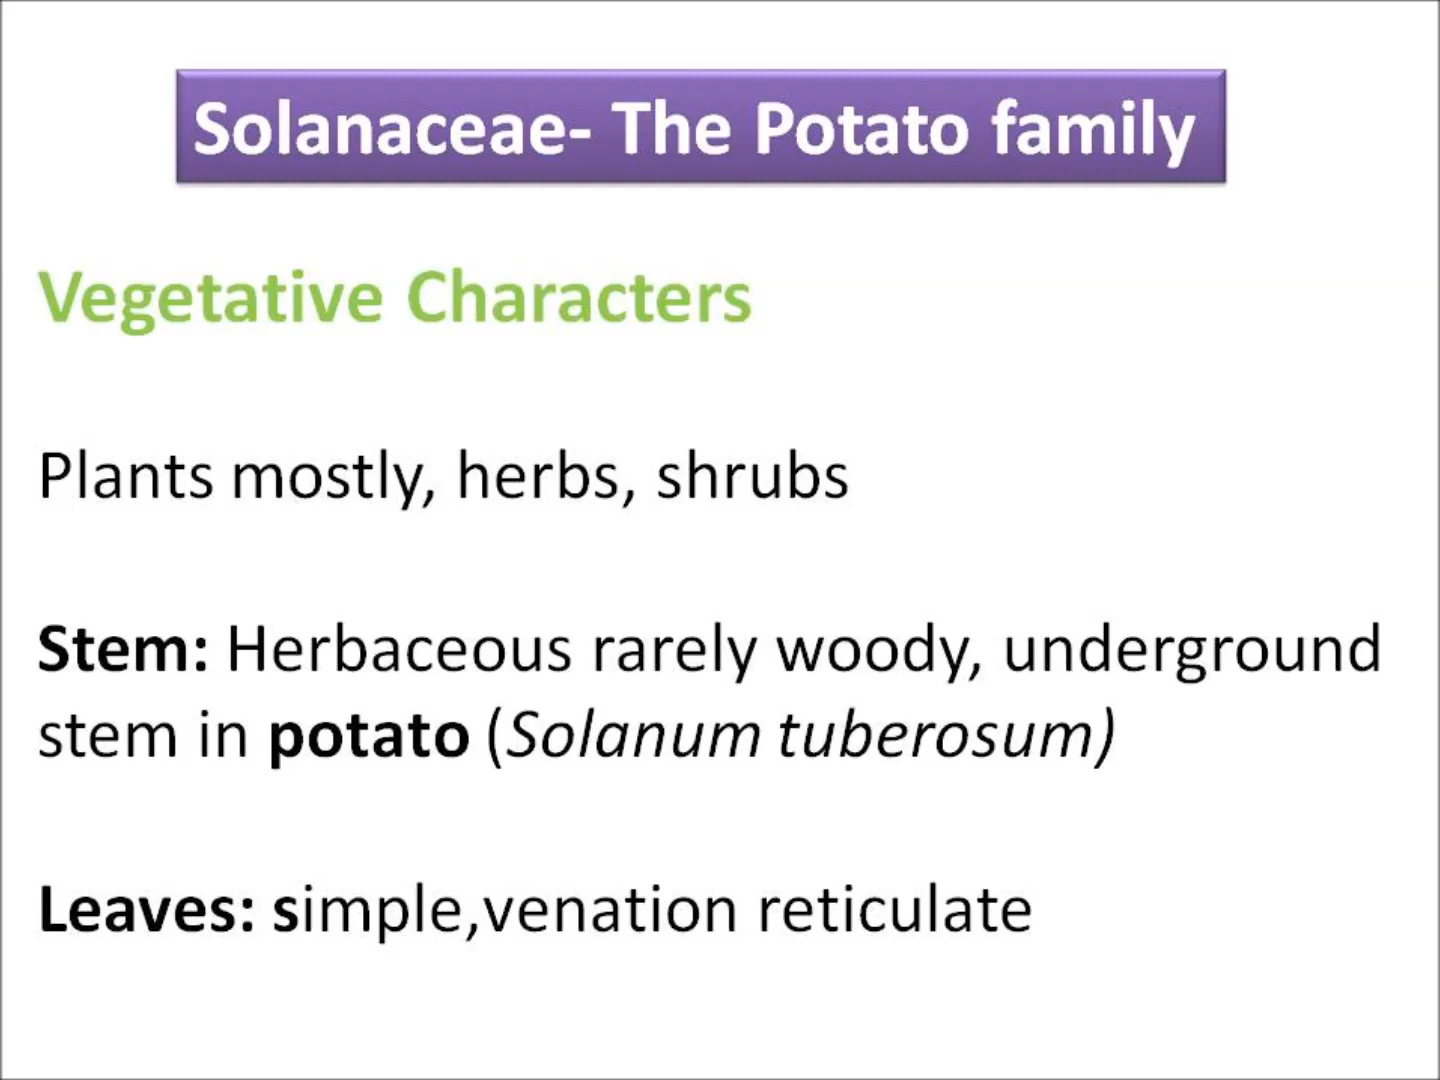 Solanaceae- The Potato family
Vegetative Characters
Plants mostly, herbs, shrubs
Stem: Herbaceous rarely woody, underground
stem in potato (Solanum tuberosum)
Leaves: simple,venation reticulate